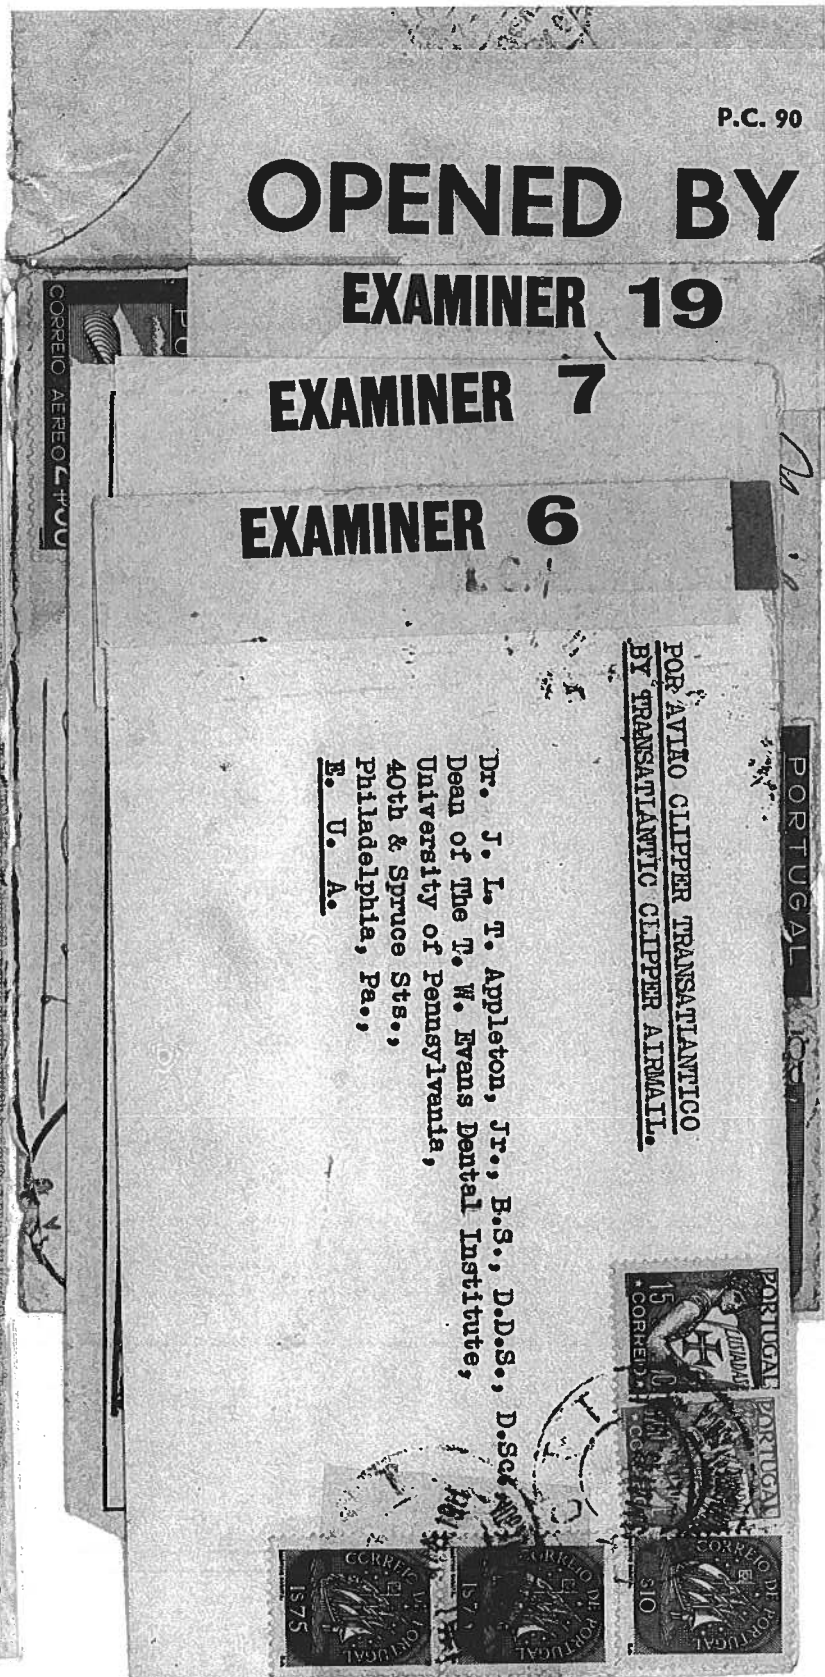 P.C. 90
OPENED BY
EXAMINER 19
EXAMINER 7
EXAMINER 6
CORREIO AEREO
POR AVIÃO CLIPPER TRANSATLANTICO
BY TRANSATLANTIC CLIPPER AIRMAIL.
PORTUGAL
Dr. J. L. T. Appleton, Jr., B.S., D.D.S., D.Sc,
Dean of The T. W. Evans Dental Institute,
University of Pennsylvania,
40th & Spruce Sts.,
Philadelphia, Pa.,
E. U. A.
PORTUGAL
LUSIADAS
CORREIO
PORTUGAL
CORREIO DE PORTUGAL
$10
CORREIO DE PORTUGAL
CORREIO DE PORTUGAL
1$75